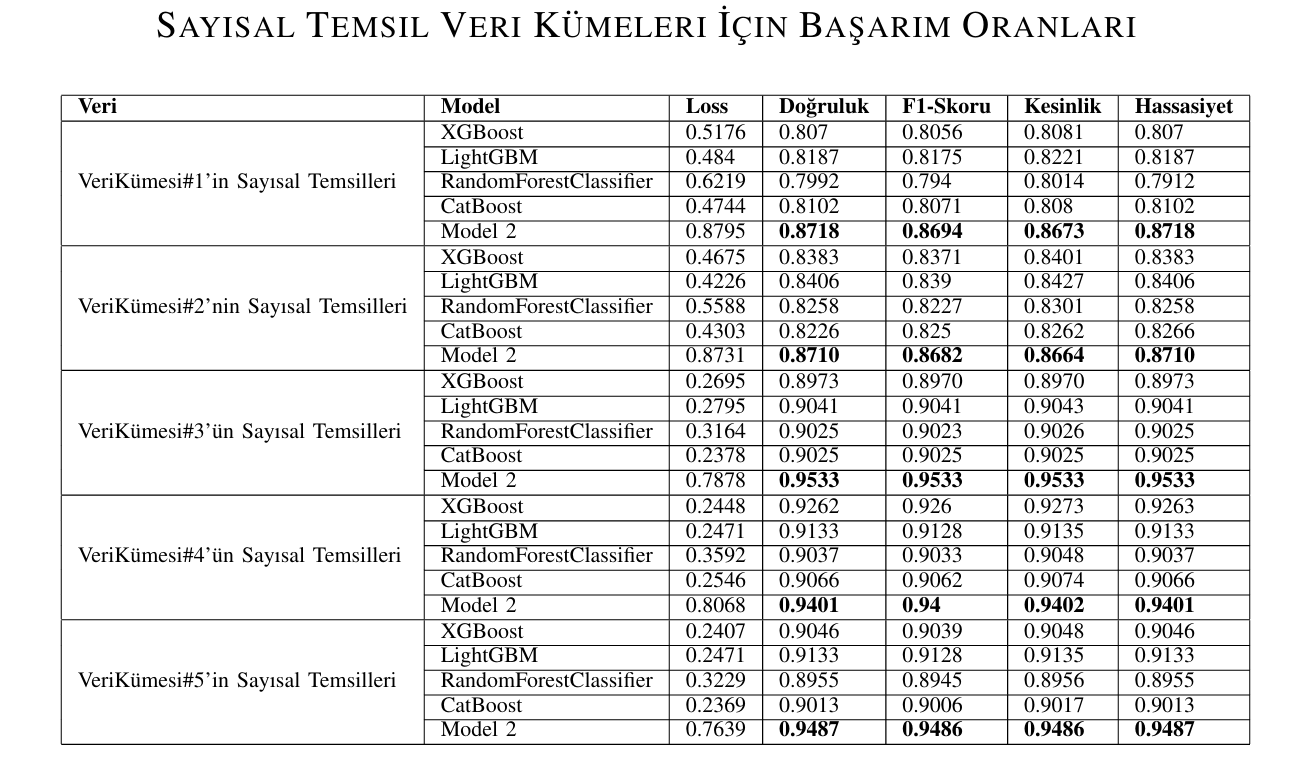 SAYISAL TEMSIL VERI KÜMELERI İÇIN BAŞARIM ORANLARI
Veri Model Loss Doğruluk F1-Skoru Kesinlik Hassasiyet
VeriKümesi#1'in Sayısal Temsilleri
XGBoost 0.5176 0.807 0.8056 0.8081 0.807
LightGBM 0.484 0.8187 0.8175 0.8221 0.8187
RandomForestClassifier 0.6219 0.7992 0.794 0.8014 0.7912
CatBoost 0.4744 0.8102 0.8071 0.808 0.8102
Model 2 0.8795 0.8718 0.8694 0.8673 0.8718
VeriKümesi#2'nin Sayısal Temsilleri
XGBoost 0.4675 0.8383 0.8371 0.8401 0.8383
LightGBM 0.4226 0.8406 0.839 0.8427 0.8406
RandomForestClassifier 0.5588 0.8258 0.8227 0.8301 0.8258
CatBoost 0.4303 0.8226 0.825 0.8262 0.8266
Model 2 0.8731 0.8710 0.8682 0.8664 0.8710
VeriKümesi#3'ün Sayısal Temsilleri
XGBoost 0.2695 0.8973 0.8970 0.8970 0.8973
LightGBM 0.2795 0.9041 0.9041 0.9043 0.9041
RandomForestClassifier 0.3164 0.9025 0.9023 0.9026 0.9025
CatBoost 0.2378 0.9025 0.9025 0.9025 0.9025
Model 2 0.7878 0.9533 0.9533 0.9533 0.9533
VeriKümesi#4'ün Sayısal Temsilleri
XGBoost 0.2448 0.9262 0.926 0.9273 0.9263
LightGBM 0.2471 0.9133 0.9128 0.9135 0.9133
RandomForestClassifier 0.3592 0.9037 0.9033 0.9048 0.9037
CatBoost 0.2546 0.9066 0.9062 0.9074 0.9066
Model 2 0.8068 0.9401 0.94 0.9402 0.9401
VeriKümesi#5'in Sayısal Temsilleri
XGBoost 0.2407 0.9046 0.9039 0.9048 0.9046
LightGBM 0.2471 0.9133 0.9128 0.9135 0.9133
RandomForestClassifier 0.3229 0.8955 0.8945 0.8956 0.8955
CatBoost 0.2369 0.9013 0.9006 0.9017 0.9013
Model 2 0.7639 0.9487 0.9486 0.9486 0.9487